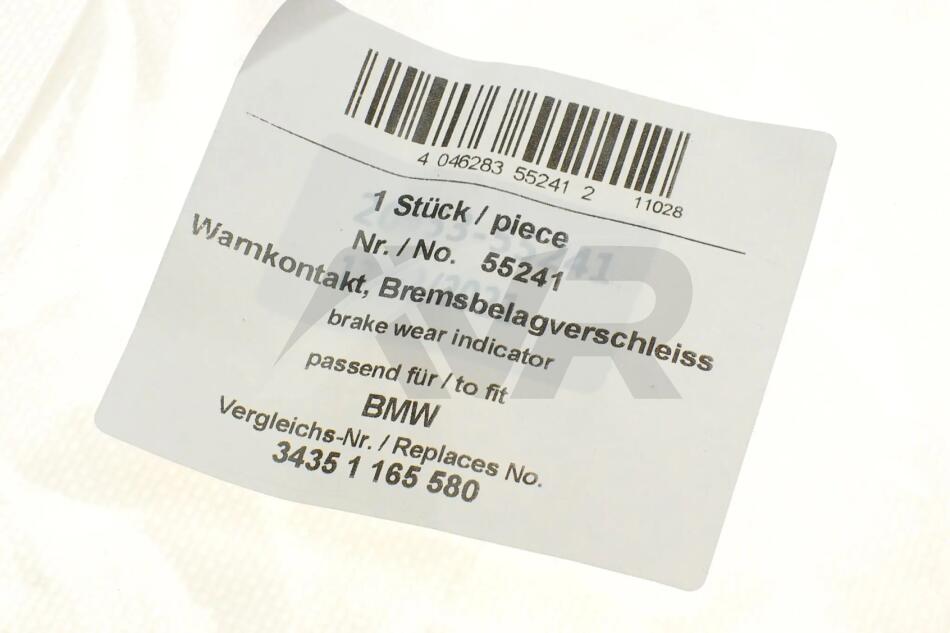 4 046283 55241 2
11028
1 Stück / piece
Nr. / No. 55241
Warnkontakt, Bremsbelagverschleiss
brake wear indicator
passend für / to fit
BMW
Vergleichs-Nr. / Replaces No.
3435 1 165 580